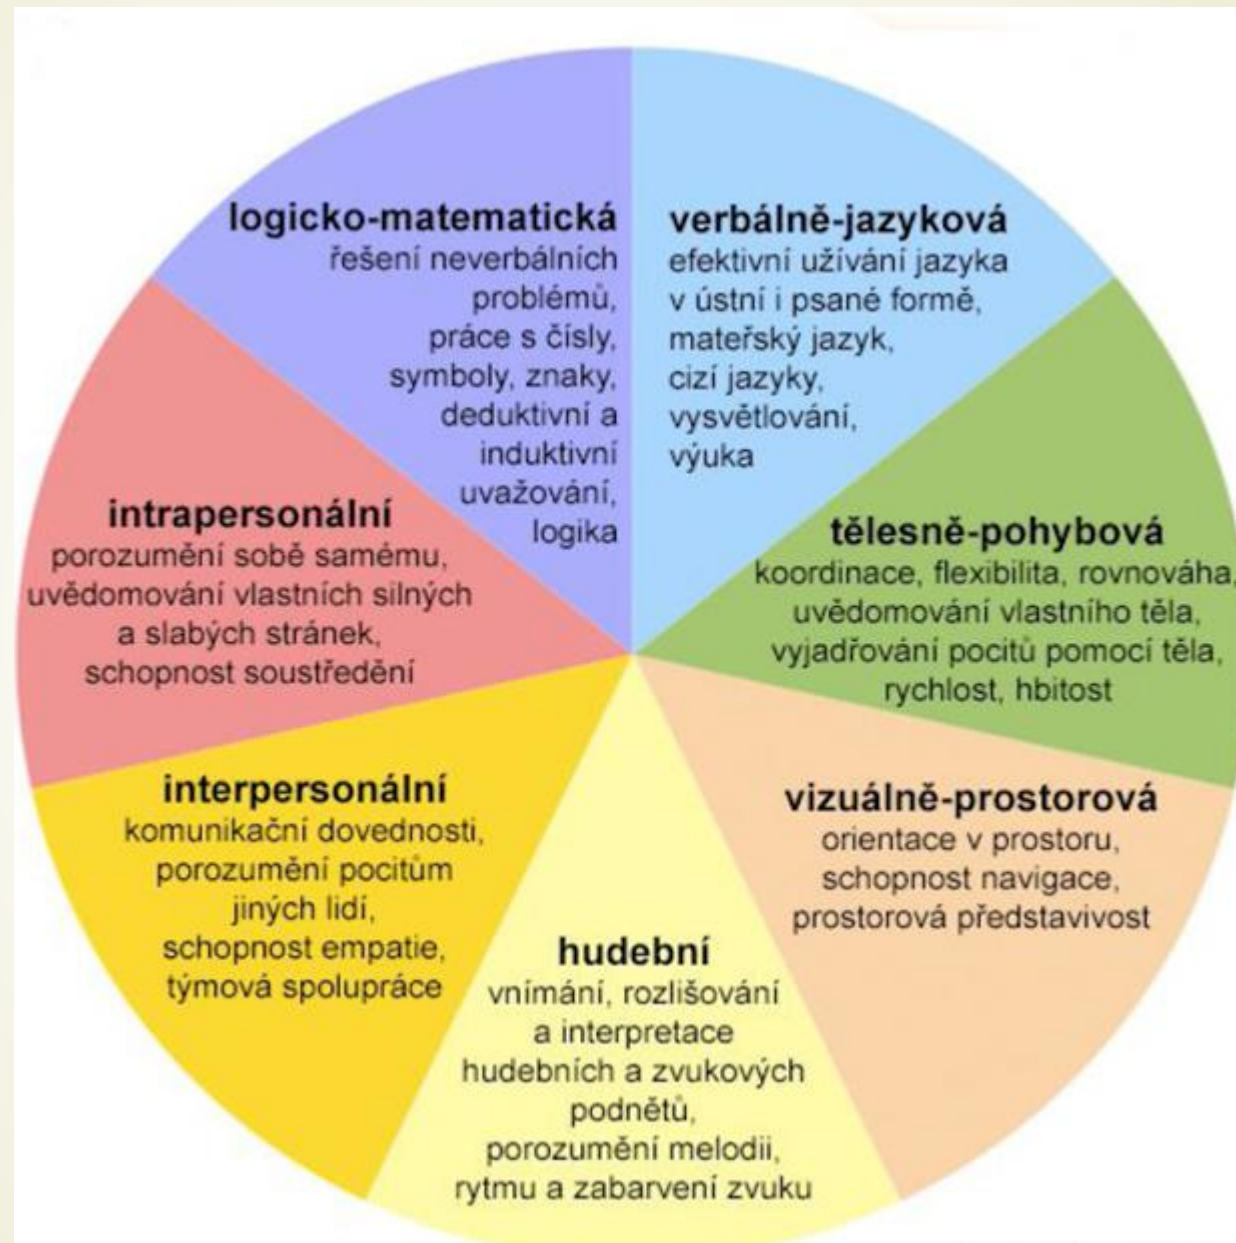 logicko-matematická
řešení neverbálních
problémů,
práce s čísly,
symboly, znaky,
deduktivní a
induktivní
uvažování,
logika
verbálně-jazyková
efektivní užívání jazyka
v ústní i psané formě,
mateřský jazyk,
cizí jazyky,
vysvětlování,
výuka
intrapersonální
porozumění sobě samému,
uvědomování vlastních silných
a slabých stránek,
schopnost soustředění
tělesně-pohybová
koordinace, flexibilita, rovnováha,
uvědomování vlastního těla,
vyjadřování pocitů pomocí těla,
rychlost, hbitost
interpersonální
komunikační dovednosti,
porozumění pocitům
jiných lidí,
schopnost empatie,
týmová spolupráce
vizuálně-prostorová
orientace v prostoru,
schopnost navigace,
prostorová představivost
hudební
vnímání, rozlišování
a interpretace
hudebních a zvukových
podnětů,
porozumění melodii,
rytmu a zabarvení zvuku